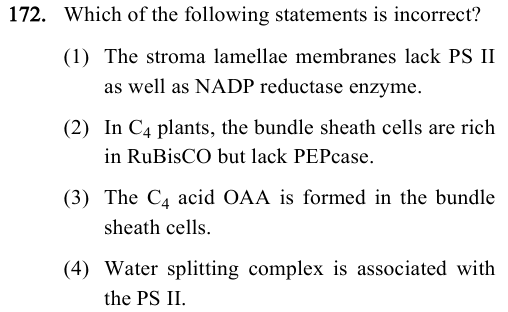 172. Which of the following statements is incorrect?
(1) The stroma lamellae membranes lack PS II
as well as NADP reductase enzyme.
(2) In C₄ plants, the bundle sheath cells are rich
in RuBisCO but lack PEPcase.
(3) The C₄ acid OAA is formed in the bundle
sheath cells.
(4) Water splitting complex is associated with
the PS II.